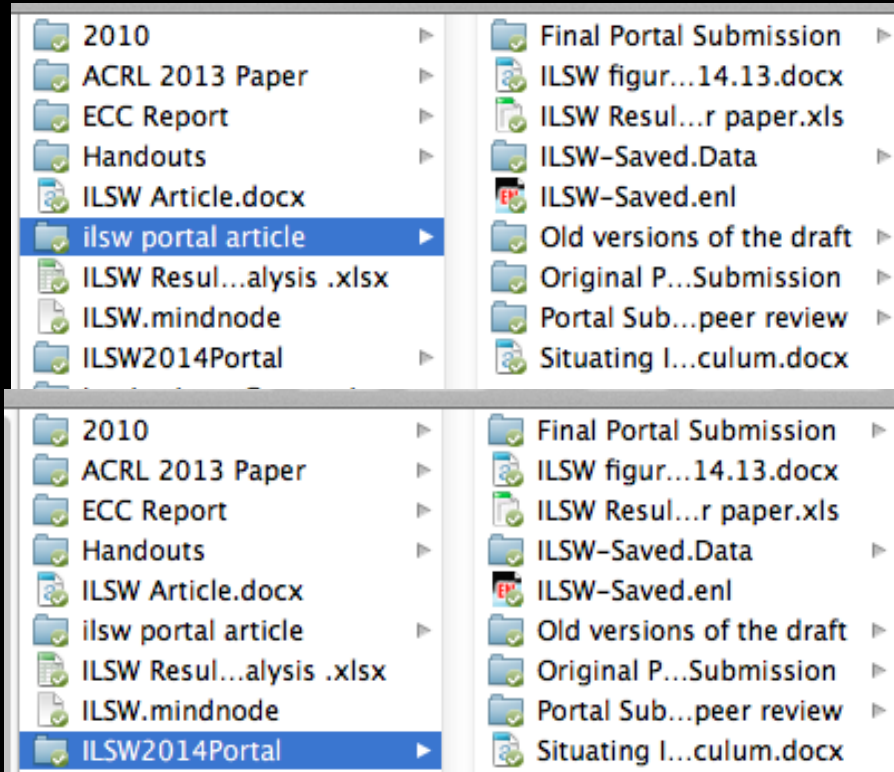 2010
ACRL 2013 Paper
ECC Report
Handouts
ILSW Article.docx
ilsw portal article
ILSW Resul...alysis .xlsx
ILSW.mindnode
ILSW2014Portal
Final Portal Submission
ILSW figur...14.13.docx
ILSW Resul...r paper.xls
ILSW-Saved.Data
ILSW-Saved.enl
Old versions of the draft
Original P...Submission
Portal Sub...peer review
Situating I...culum.docx
2010
ACRL 2013 Paper
ECC Report
Handouts
ILSW Article.docx
ilsw portal article
ILSW Resul...alysis .xlsx
ILSW.mindnode
ILSW2014Portal
Final Portal Submission
ILSW figur...14.13.docx
ILSW Resul...r paper.xls
ILSW-Saved.Data
ILSW-Saved.enl
Old versions of the draft
Original P...Submission
Portal Sub...peer review
Situating I...culum.docx